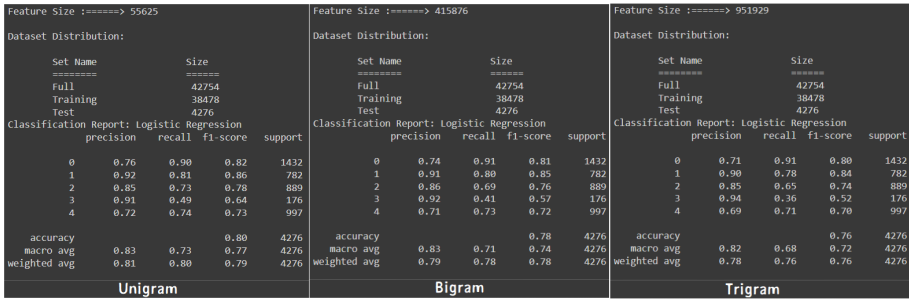 Feature Size :======> 55625
Dataset Distribution:
Set Name Size
======== ======
Full 42754
Training 38478
Test 4276
Classification Report: Logistic Regression
precision recall f1-score support
0 0.76 0.90 0.82 1432
1 0.92 0.81 0.86 782
2 0.85 0.73 0.78 889
3 0.91 0.49 0.64 176
4 0.72 0.74 0.73 997
accuracy 0.80 4276
macro avg 0.83 0.73 0.77 4276
weighted avg 0.81 0.80 0.79 4276
Unigram
Feature Size :======> 415876
Dataset Distribution:
Set Name Size
======== ======
Full 42754
Training 38478
Test 4276
Classification Report: Logistic Regression
precision recall f1-score support
0 0.74 0.91 0.81 1432
1 0.91 0.80 0.85 782
2 0.86 0.69 0.76 889
3 0.92 0.41 0.57 176
4 0.71 0.73 0.72 997
accuracy 0.78 4276
macro avg 0.83 0.71 0.74 4276
weighted avg 0.79 0.78 0.78 4276
Bigram
Feature Size :======> 951929
Dataset Distribution:
Set Name Size
======== ======
Full 42754
Training 38478
Test 4276
Classification Report: Logistic Regression
precision recall f1-score support
0 0.71 0.91 0.80 1432
1 0.90 0.78 0.84 782
2 0.85 0.65 0.74 889
3 0.94 0.36 0.52 176
4 0.69 0.71 0.70 997
accuracy 0.76 4276
macro avg 0.82 0.68 0.72 4276
weighted avg 0.78 0.76 0.76 4276
Trigram